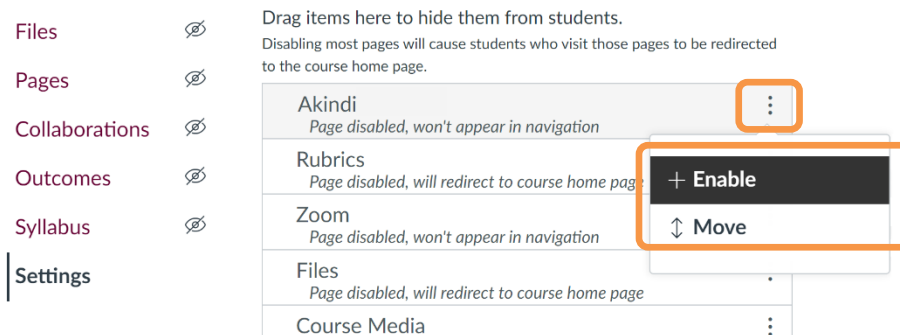 Files
Pages
Collaborations
Outcomes
Syllabus
Settings
Drag items here to hide them from students.
Disabling most pages will cause students who visit those pages to be redirected
to the course home page.
Akindi
Page disabled, won't appear in navigation
Rubrics
Page disabled, will redirect to course home page
Zoom
Page disabled, won't appear in navigation
Files
Page disabled, will redirect to course home page
Course Media
+ Enable
Move